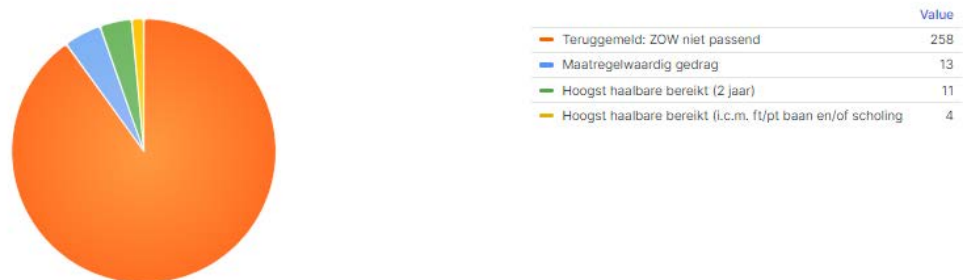 Value
Teruggemeld: ZOW niet passend 258
Maatregelwaardig gedrag 13
Hoogst haalbare bereikt (2 jaar) 11
Hoogst haalbare bereikt (i.c.m. ft/pt baan en/of scholing 4